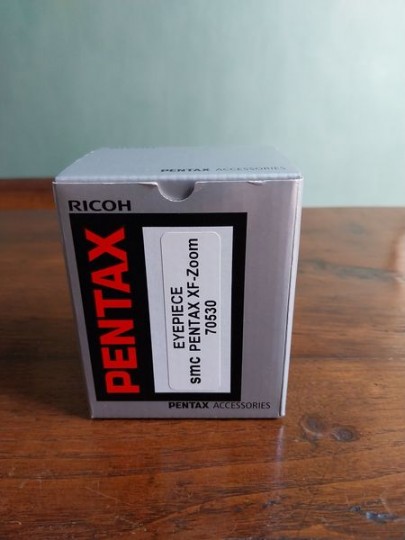 PENTAX ACCESSORIES
RICOH
PENTAX
EYEPIECE
smc PENTAX XF-Zoom
70530
PENTAX ACCESSORIES